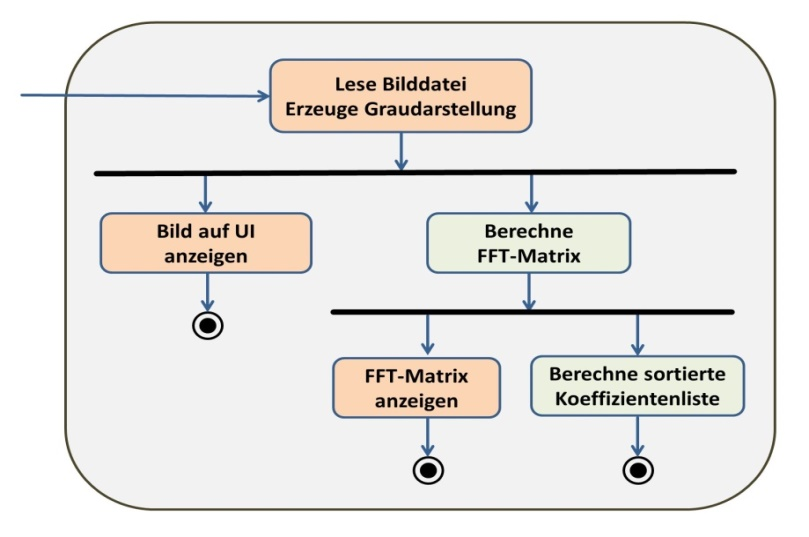 Lese Bilddatei
Erzeuge Graudarstellung
Bild auf UI
anzeigen
Berechne
FFT-Matrix
FFT-Matrix
anzeigen
Berechne sortierte
Koeffizientenliste